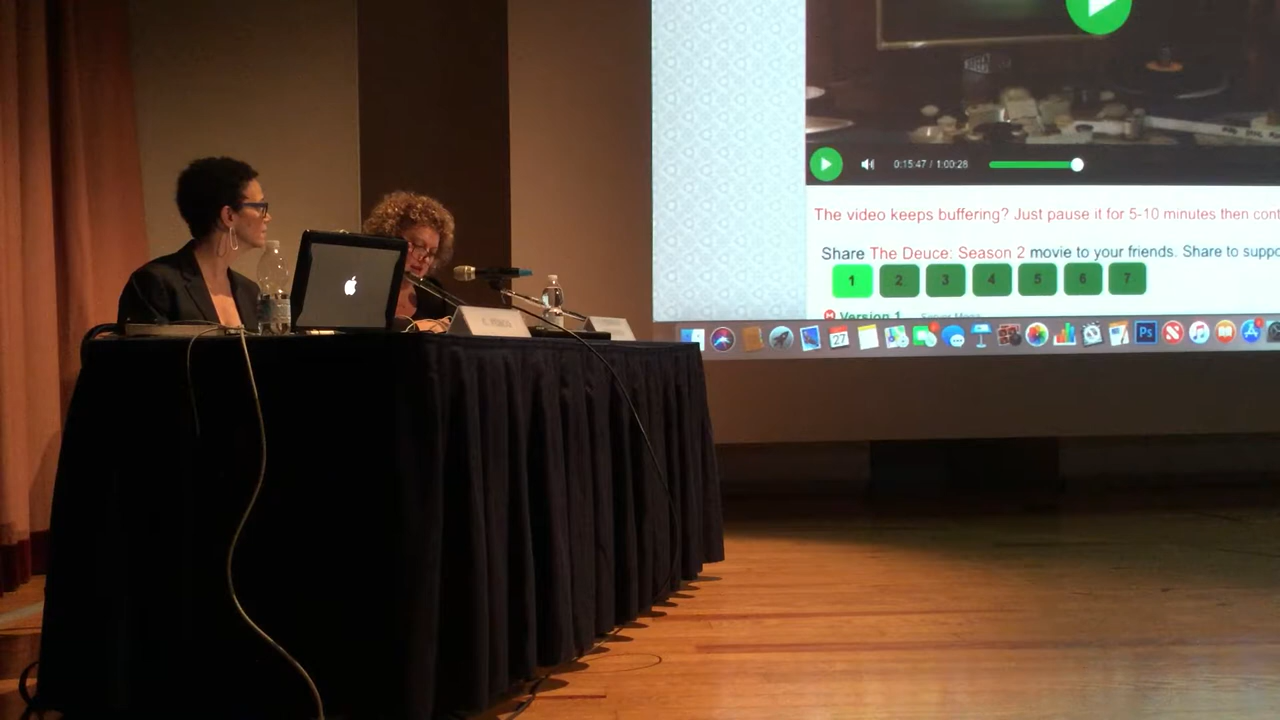 0:15:47 / 1:00:28
The video keeps buffering? Just pause it for 5-10 minutes then cont
Share The Deuce: Season 2 movie to your friends. Share to suppo
1 2 3 4 5 6 7
Version 1
27
Ps